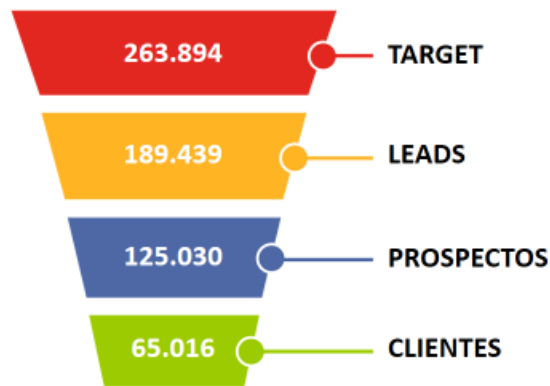 263.894 TARGET
189.439 LEADS
125.030 PROSPECTOS
65.016 CLIENTES